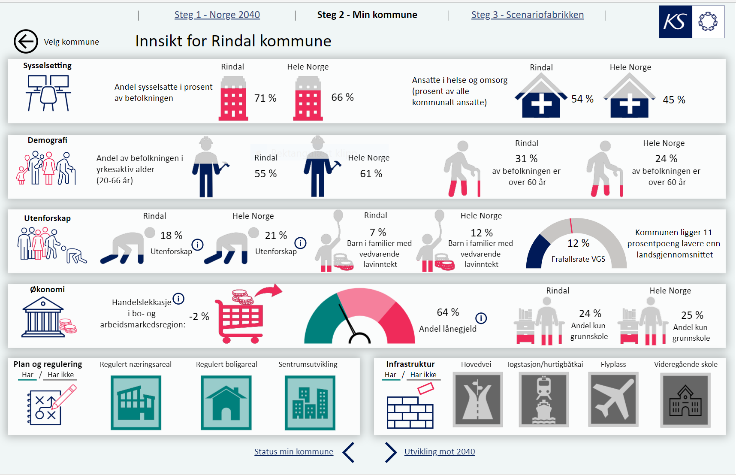 Steg 1 - Norge 2040
Steg 2 - Min kommune
Steg 3 - Scenariofabrikken
KS
Velg kommune
Innsikt for Rindal kommune
Sysselsetting
Andel sysselsatte i prosent
av befolkningen
Rindal
71 %
Hele Norge
66 %
Ansatte i helse og omsorg
(prosent av alle
kommunalt ansatte)
Rindal
54 %
Hele Norge
45 %
Demografi
Andel av befolkningen i
yrkesaktiv alder
(20-66 år)
Rindal
55 %
Hele Norge
61 %
Rindal
31 %
av befolkningen er
over 60 år
Hele Norge
24 %
av befolkningen er
over 60 år
Utenforskap
Rindal
18 %
Utenforskap
Hele Norge
21 %
Utenforskap
Rindal
7 %
Barn i familier med
vedvarende
lavinntekt
Hele Norge
12 %
Barn i familier med
vedvarende
lavinntekt
12 %
Frafallsrate VGS
Kommunen ligger 11
prosentpoeng lavere enn
landsgjennomsnittet
Økonomi
Handelslekkasje
i bo- og
arbeidsmarkedsregion:
-2 %
64 %
Andel lånegjeld
Rindal
24 %
Andel kun
grunnskole
Hele Norge
25 %
Andel kun
grunnskole
Plan og regulering
Har / Har ikke
Regulert næringsareal
Regulert boligareal
Sentrumsutvikling
Infrastruktur
Har / Har ikke
Hovedvei
Togstasjon/hurtigbåtkai
Flyplass
Videregående skole
Status min kommune
Utvikling mot 2040